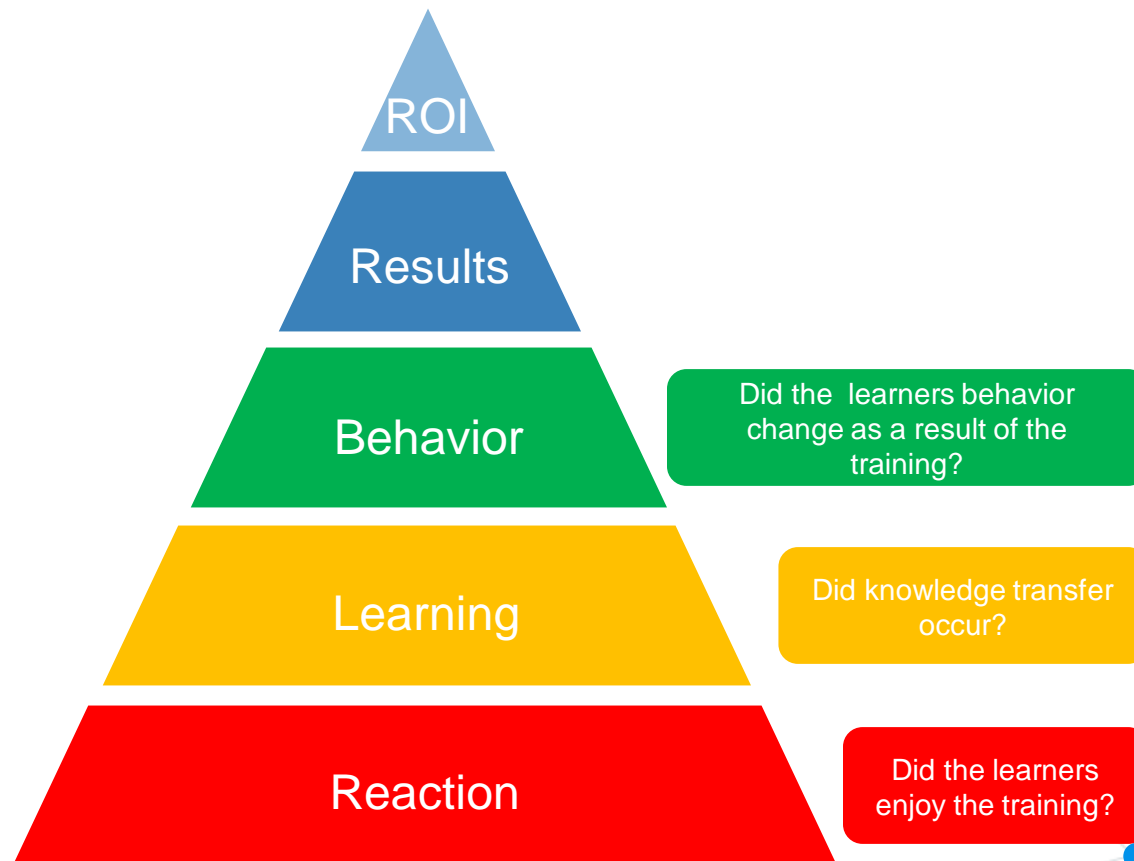 ROI
Results
Behavior
Did the  learners behavior
change as a result of the
training?
Learning
Did knowledge transfer
occur?
Reaction
Did the learners
enjoy the training?